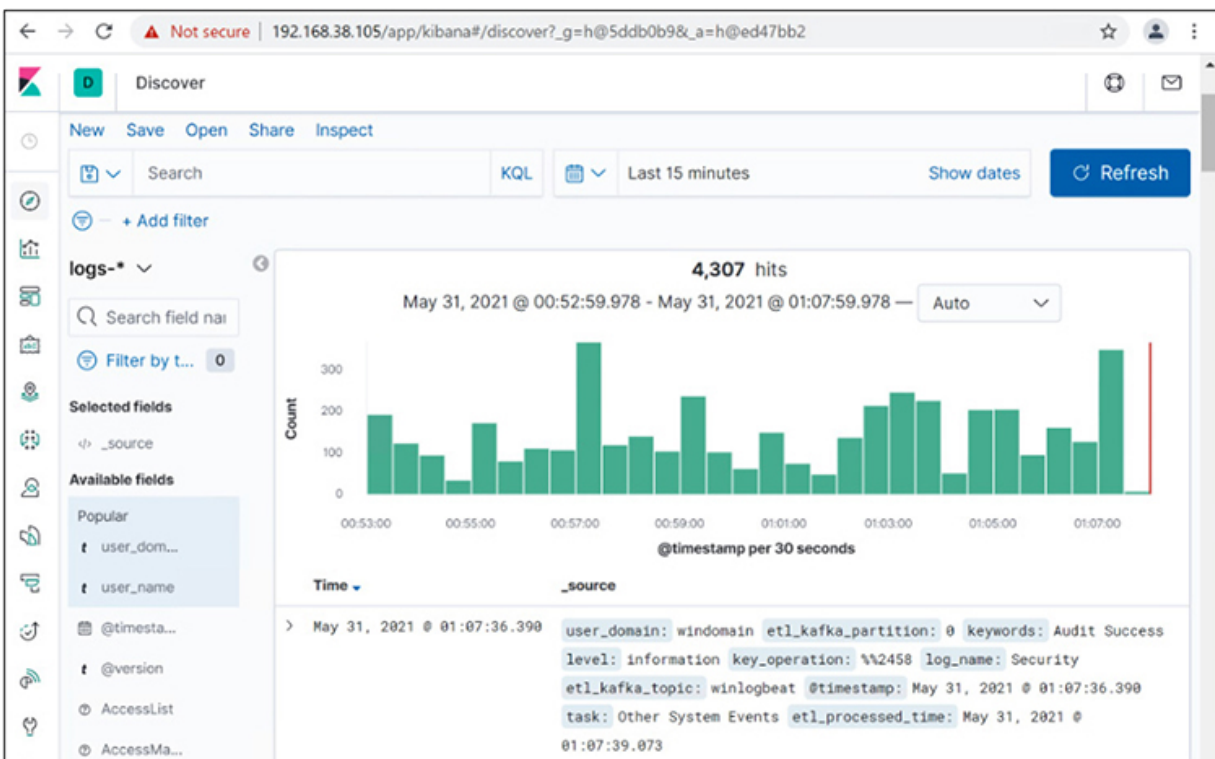 Not secure | 192.168.38.105/app/kibana#/discover?_g=h@5ddb0b9&_a=h@ed47bb2
D Discover
New Save Open Share Inspect
Search KQL Last 15 minutes Show dates Refresh
+ Add filter
logs-*
Search field nar
Filter by t... 0
Selected fields
</> _source
Available fields
Popular
t user_dom...
t user_name
@timesta...
t @version
AccessList
AccessMa...
4,307 hits
May 31, 2021 @ 00:52:59.978 - May 31, 2021 @ 01:07:59.978 — Auto
Count
300
200
100
0
00:53:00 00:55:00 00:57:00 00:59:00 01:01:00 01:03:00 01:05:00 01:07:00
@timestamp per 30 seconds
Time _source
May 31, 2021 @ 01:07:36.390 user_domain: windomain etl_kafka_partition: 0 keywords: Audit Success
level: information key_operation: %%2458 log_name: Security
etl_kafka_topic: winlogbeat @timestamp: May 31, 2021 @ 01:07:36.390
task: Other System Events etl_processed_time: May 31, 2021 @
01:07:39.073